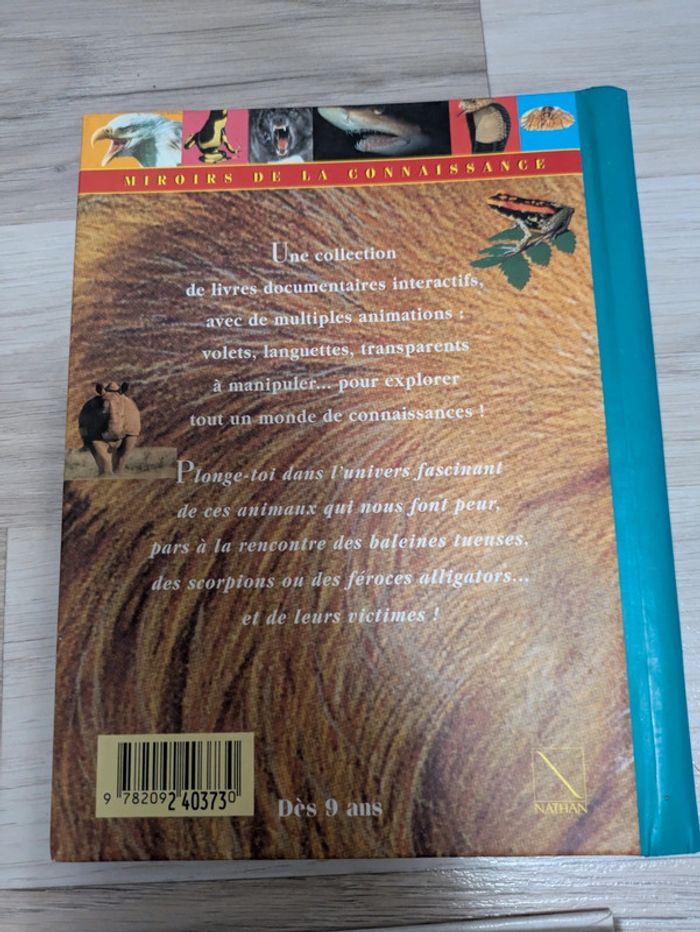 MIROIRS DE LA CONNAISSANCE
Une collection
de livres documentaires interactifs,
avec de multiples animations :
volets, languettes, transparents
à manipuler... pour explorer
tout un monde de connaissances !
Plonge-toi dans l'univers fascinant
de ces animaux qui nous font peur,
pars à la rencontre des baleines tueuses,
des scorpions ou des féroces alligators...
et de leurs victimes !
9 782092 403730
Dès 9 ans
NATHAN